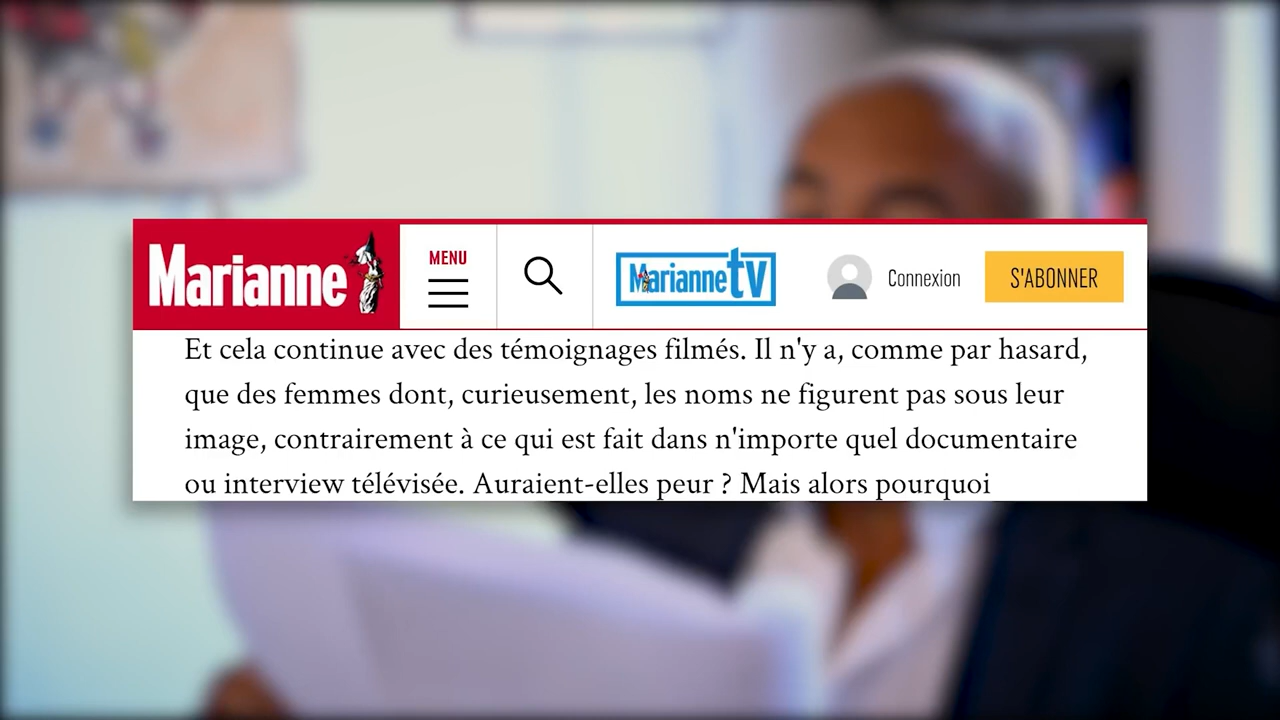 Marianne
MENU
Marianne tv
Connexion
S'ABONNER
Et cela continue avec des témoignages filmés. Il n'y a, comme par hasard,
que des femmes dont, curieusement, les noms ne figurent pas sous leur
image, contrairement à ce qui est fait dans n'importe quel documentaire
ou interview télévisée. Auraient-elles peur ? Mais alors pourquoi